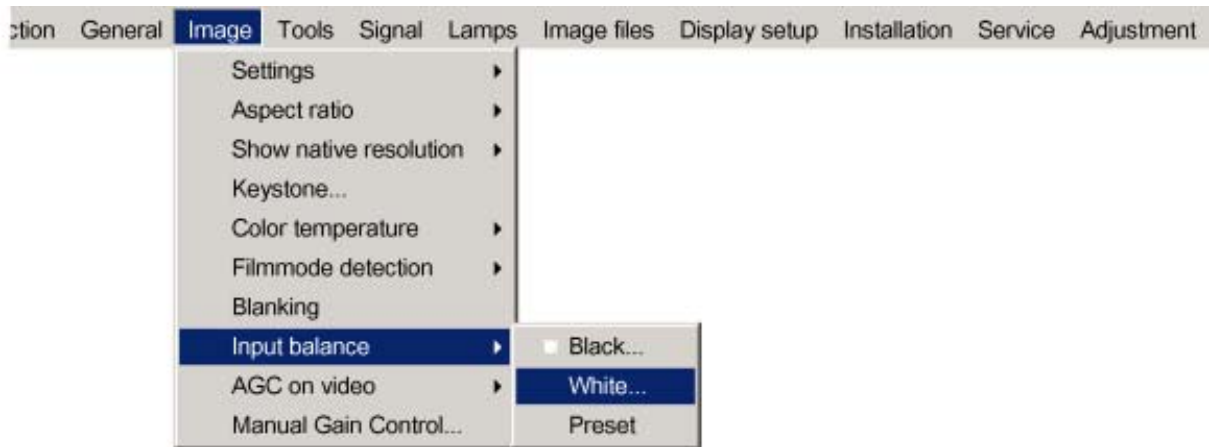 ction General Image Tools Signal Lamps Image files Display setup Installation Service Adjustment
Settings
Aspect ratio
Show native resolution
Keystone...
Color temperature
Filmmode detection
Blanking
Input balance
Black...
AGC on video
White...
Manual Gain Control...
Preset